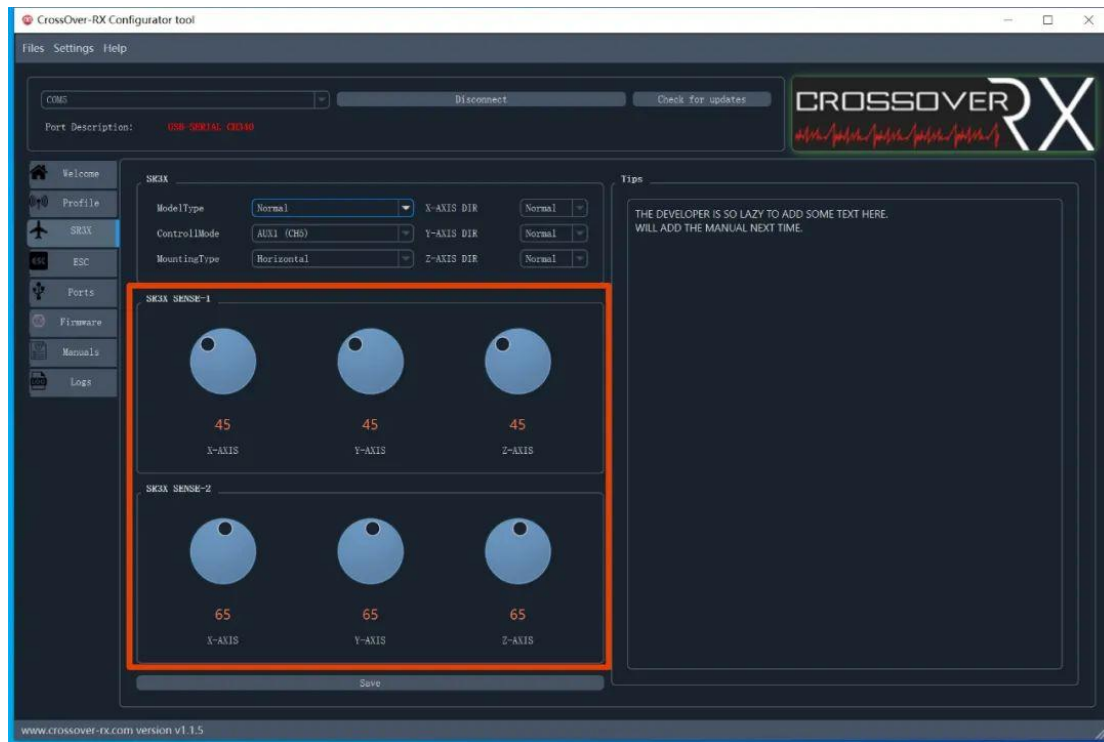 CrossOver-RX Configurator tool
Files Settings Help
COM5 Disconnect Check for updates
Port Description: USB-SERIAL CH340
CROSSOVER RX
Welcome
Profile
SR3X
ESC
Ports
Firmware
Manuals
Logs
SR3X
ModelType Normal X-AXIS DIR Normal
ControllMode AUX1 (CH5) Y-AXIS DIR Normal
MountingType Horizontal Z-AXIS DIR Normal
SR3X SENSE-1
45 45 45
X-AXIS Y-AXIS Z-AXIS
SR3X SENSE-2
65 65 65
X-AXIS Y-AXIS Z-AXIS
Save
Tips
THE DEVELOPER IS SO LAZY TO ADD SOME TEXT HERE.
WILL ADD THE MANUAL NEXT TIME.
www.crossover-rx.com version v1.1.5